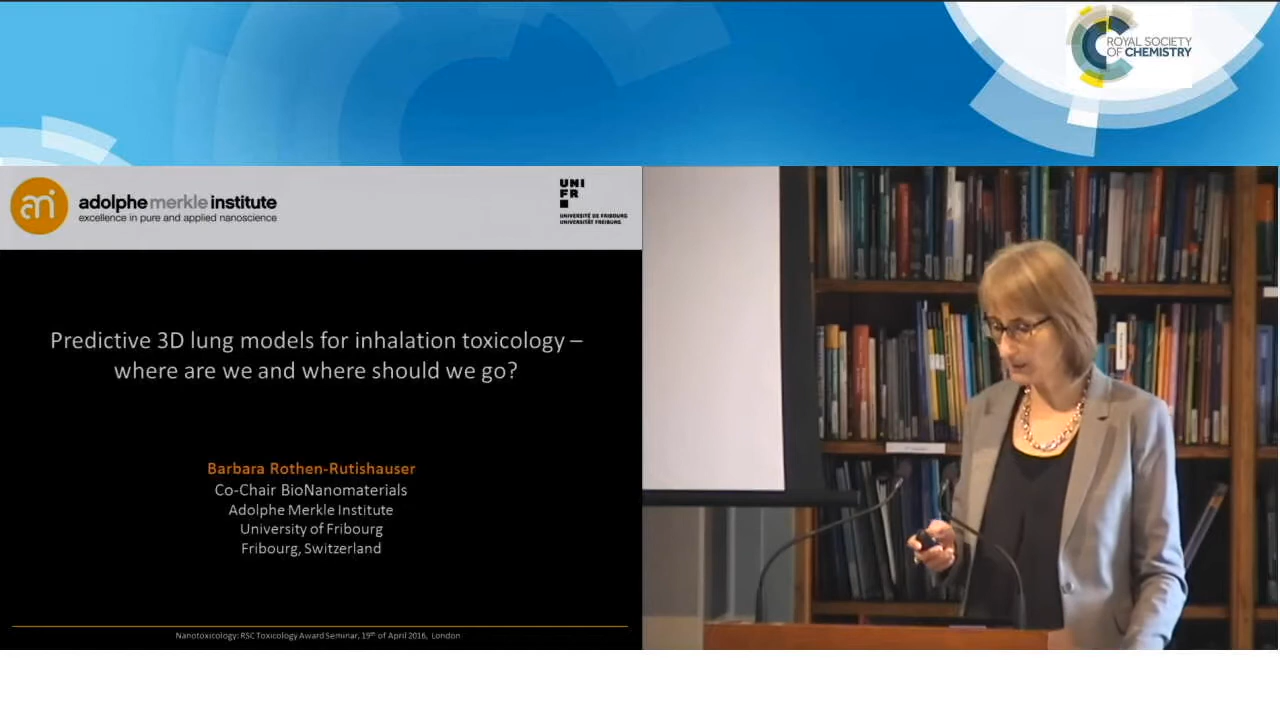 ROYAL SOCIETY
OF CHEMISTRY
adolphe merkle institute
excellence in pure and applied nanoscience
UNI
FR
UNIVERSITÉ DE FRIBOURG
UNIVERSITÄT FREIBURG
Predictive 3D lung models for inhalation toxicology –
where are we and where should we go?
Barbara Rothen-Rutishauser
Co-Chair BioNanomaterials
Adolphe Merkle Institute
University of Fribourg
Fribourg, Switzerland
Nanotoxicology: RSC Toxicology Award Seminar, 19th of April 2016, London